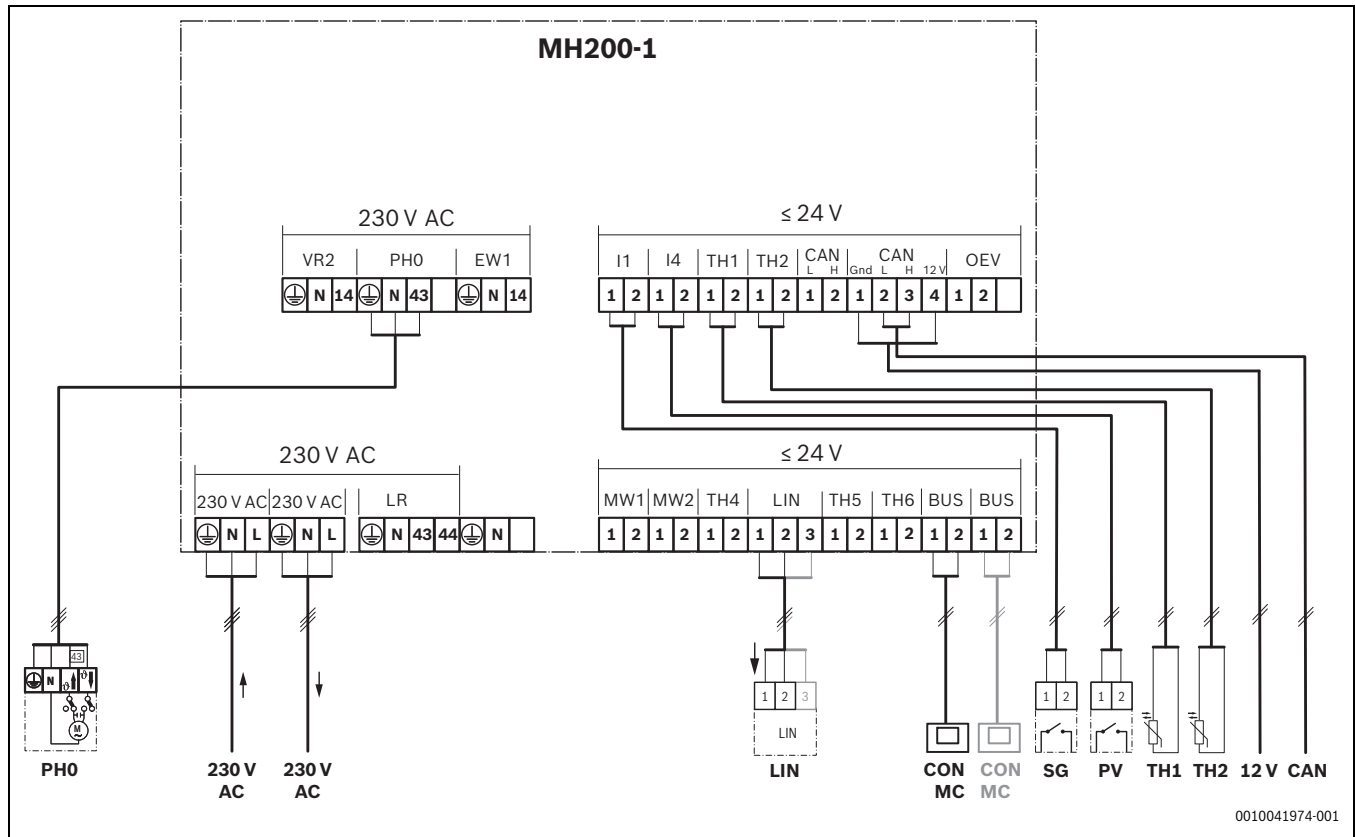 MH200-1
230 V AC
≤ 24 V
VR2 PH0 EW1
I1 I4 TH1 TH2 CAN CAN OEV
L H Gnd L H 12 V
N 14 N 43 N 14
1 2 1 2 1 2 1 2 1 2 1 2 3 4 1 2
230 V AC
≤ 24 V
230 V AC 230 V AC LR
MW1 MW2 TH4 LIN TH5 TH6 BUS BUS
N L N L N 43 44 N
1 2 1 2 1 2 1 2 3 1 2 1 2 1 2 1 2
43
N ϑ ϑ
M
~
1 2 3
LIN
1 2
1 2
PH0
230 V
AC
230 V
AC
LIN
CON
MC
CON
MC
SG PV TH1 TH2 12 V CAN
0010041974-001